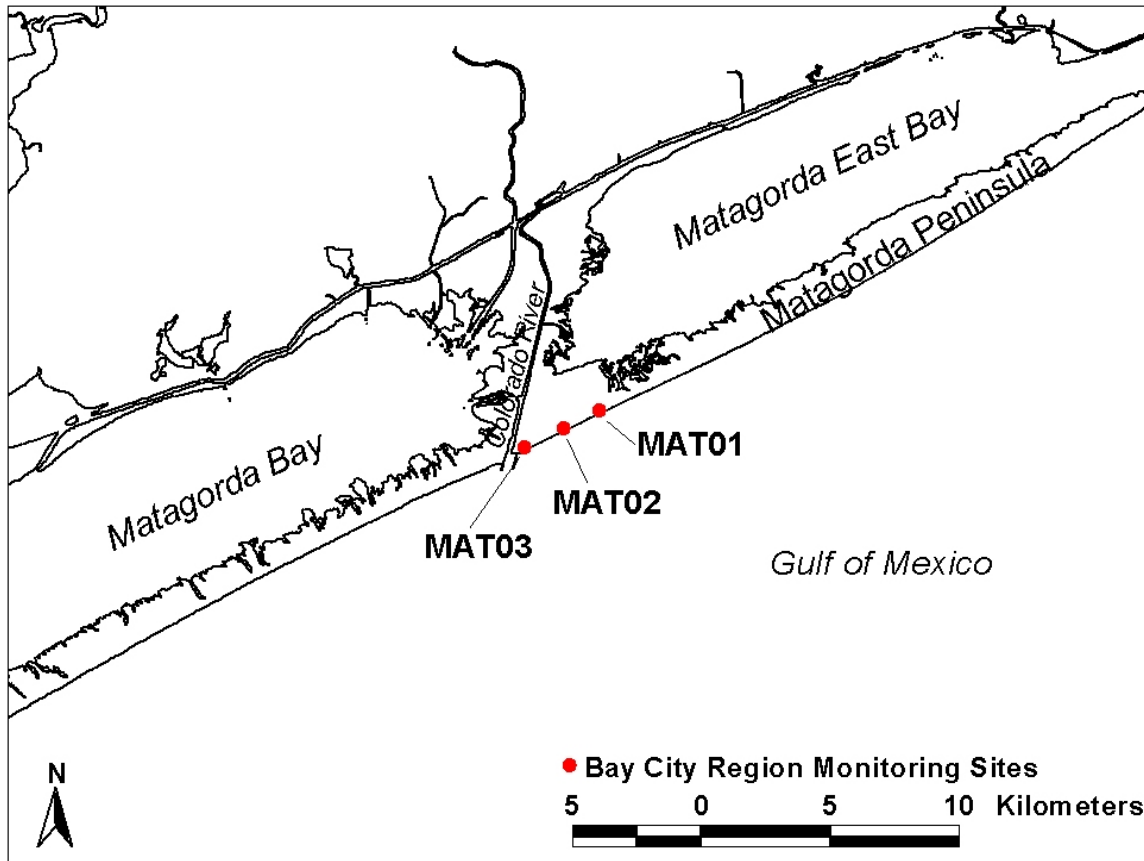 Matagorda East Bay
Matagorda Peninsula
Colorado River
Matagorda Bay
MAT01
MAT02
MAT03
Gulf of Mexico
N
Bay City Region Monitoring Sites
5 0 5 10 Kilometers